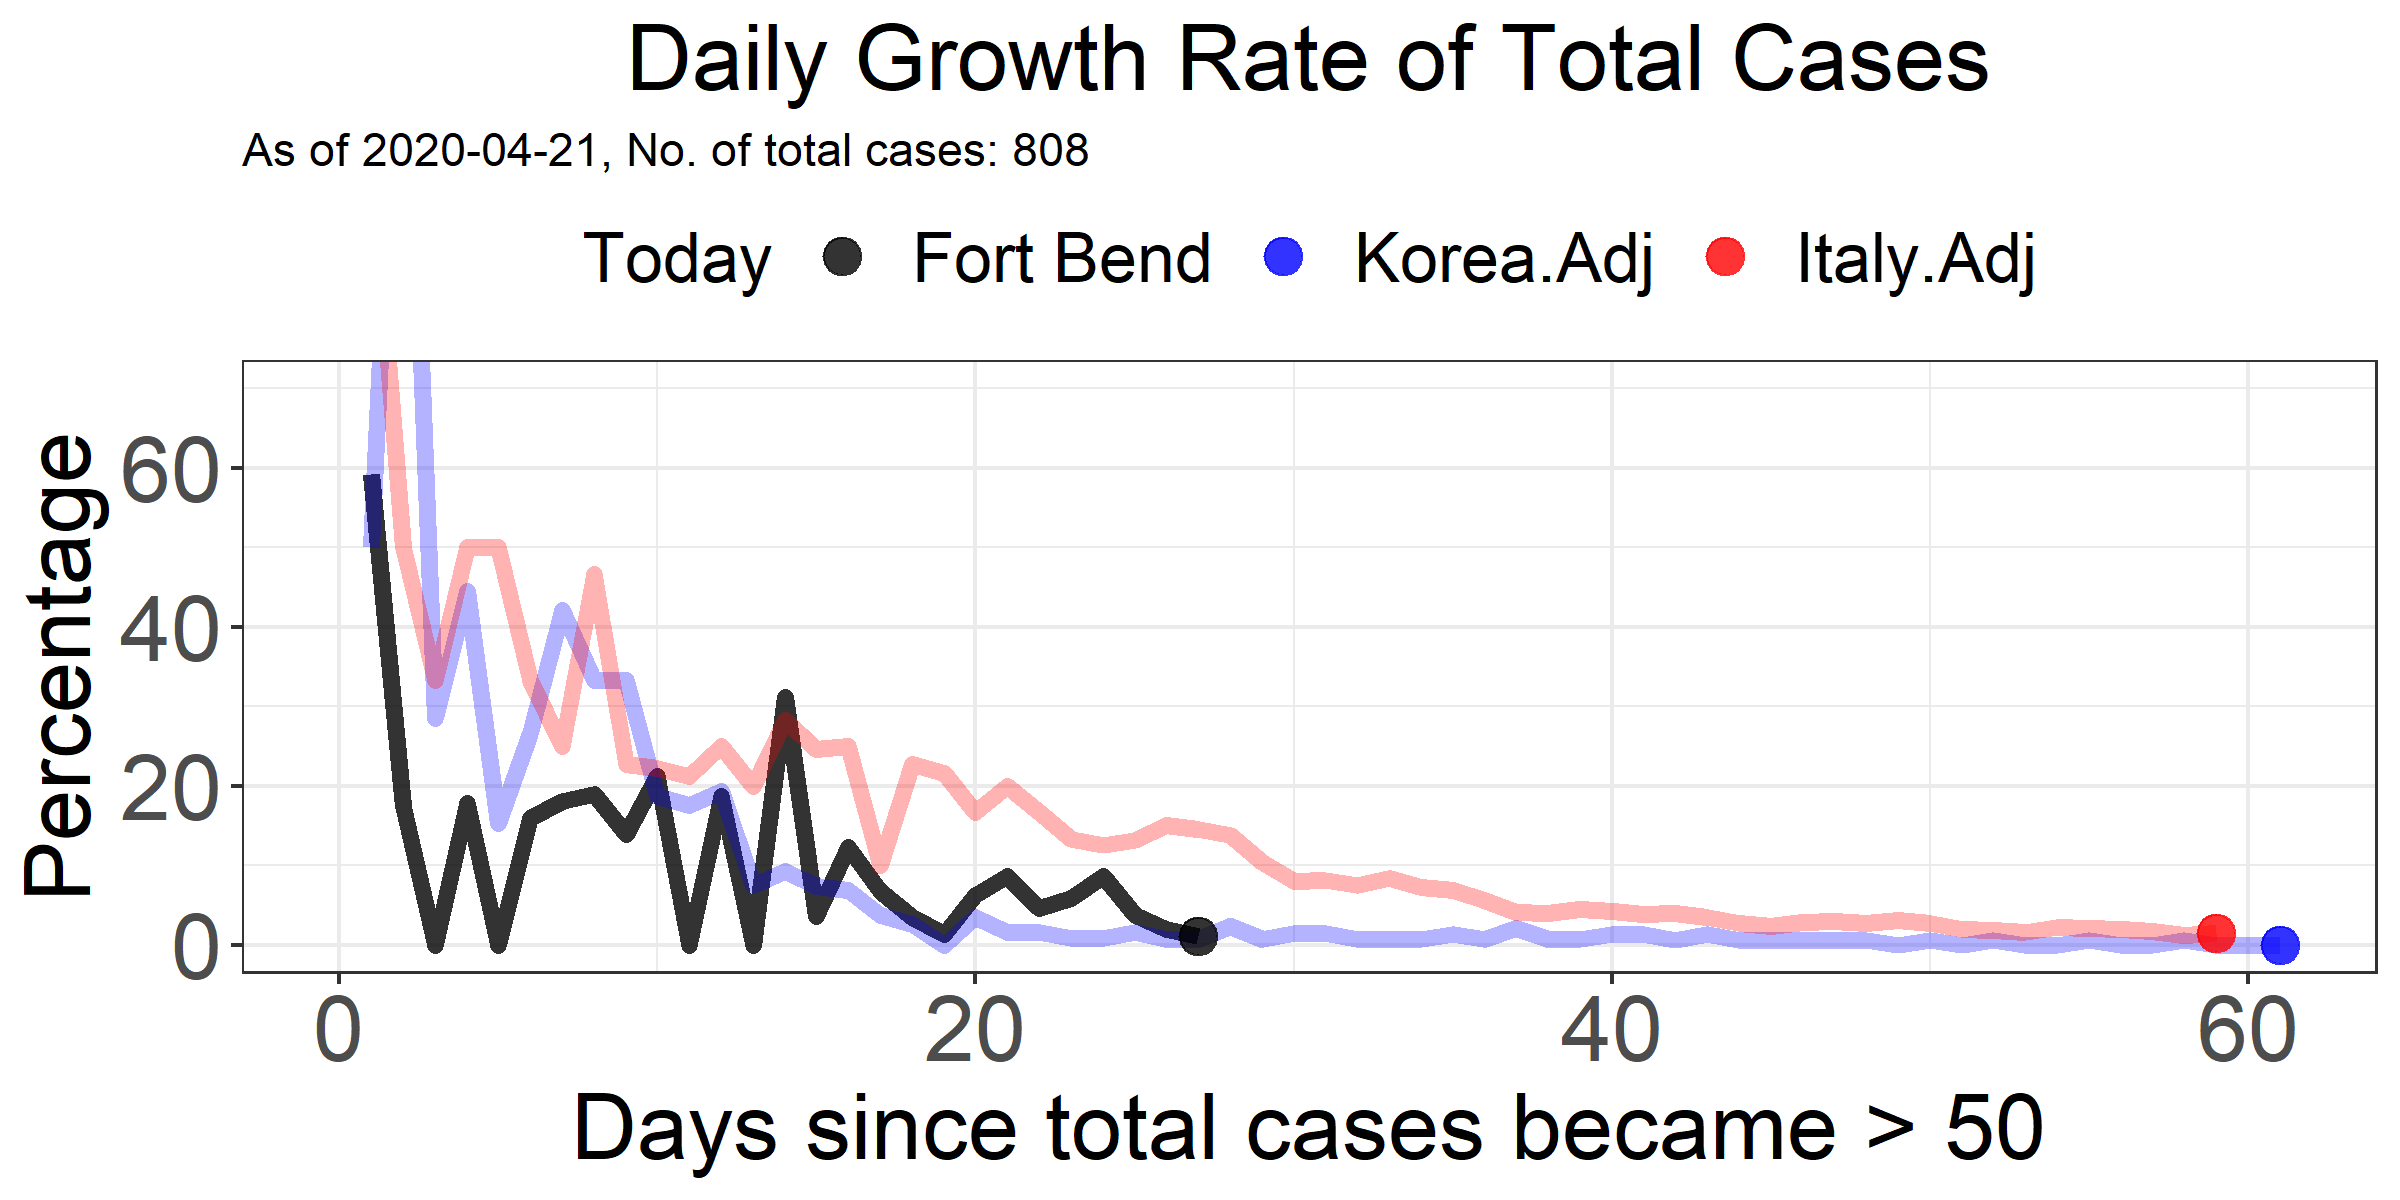 Daily Growth Rate of Total Cases
As of 2020-04-21, No. of total cases: 808
Today Fort Bend Korea.Adj Italy.Adj
Percentage
60
40
20
0
0 20 40 60
Days since total cases became > 50